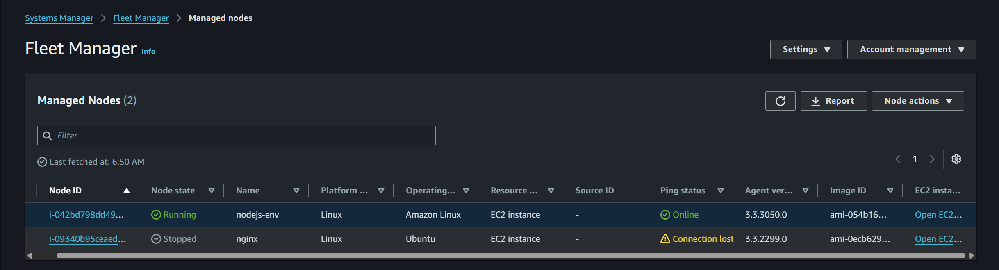 Systems Manager > Fleet Manager > Managed nodes
Fleet Manager Info
Settings Account management
Managed Nodes (2)
Report Node actions
Filter
Last fetched at: 6:50 AM
1
Node ID Node state Name Platform ... Operating... Resource ... Source ID Ping status Agent ver... Image ID EC2 insta...
i-042bd798dd49... Running nodejs-env Linux Amazon Linux EC2 instance - Online 3.3.3050.0 ami-054b16... Open EC2...
i-09340b95ceaed... Stopped nginx Linux Ubuntu EC2 instance - Connection lost 3.3.2299.0 ami-0ecb629... Open EC2...